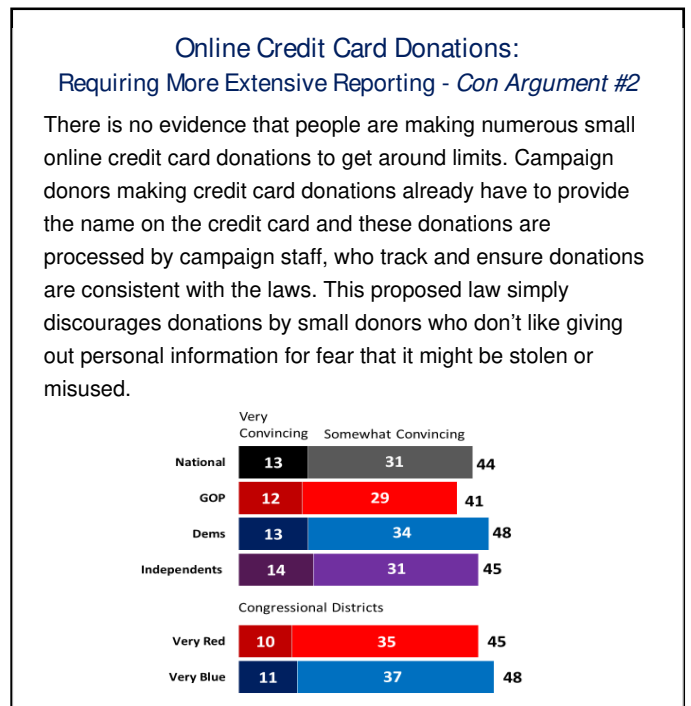 Online Credit Card Donations:
Requiring More Extensive Reporting - Con Argument #2
There is no evidence that people are making numerous small
online credit card donations to get around limits. Campaign
donors making credit card donations already have to provide
the name on the credit card and these donations are
processed by campaign staff, who track and ensure donations
are consistent with the laws. This proposed law simply
discourages donations by small donors who don’t like giving
out personal information for fear that it might be stolen or
misused.
Very
Convincing Somewhat Convincing
National 13 31 44
GOP 12 29 41
Dems 13 34 48
Independents 14 31 45
Congressional Districts
Very Red 10 35 45
Very Blue 11 37 48